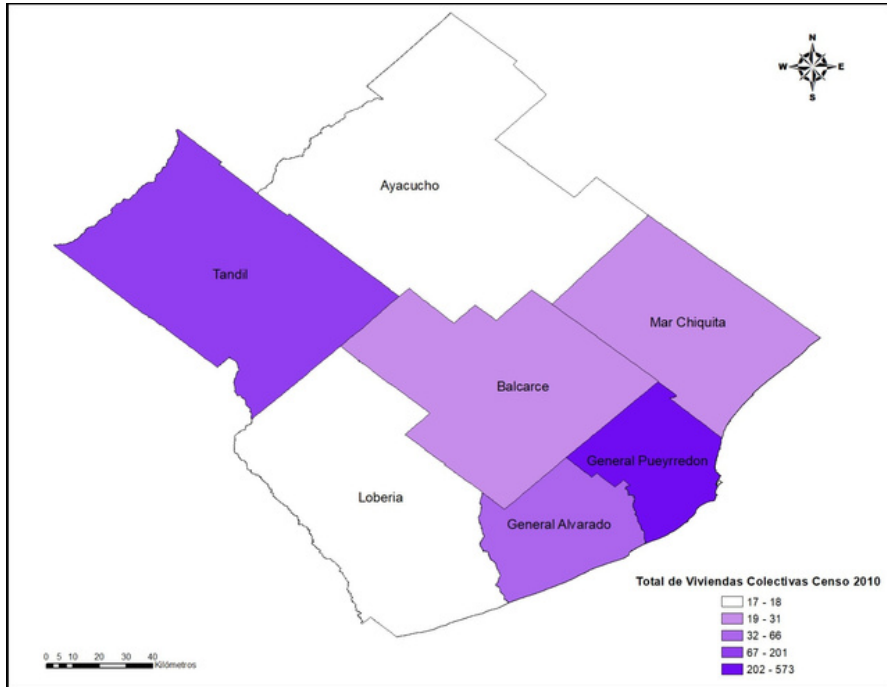 N
W E
S
Ayacucho
Tandil
Mar Chiquita
Balcarce
General Pueyrredon
Loberia
General Alvarado
Total de Viviendas Colectivas Censo 2010
17 - 18
19 - 31
32 - 66
67 - 201
202 - 573
0 5 10 20 30 40
Kilómetros